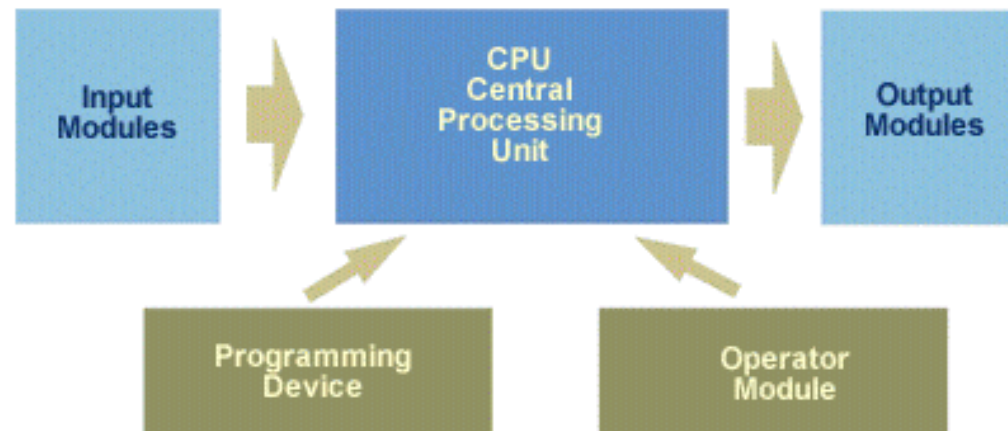 Input
Modules
CPU
Central
Processing
Unit
Output
Modules
Programming
Device
Operator
Module